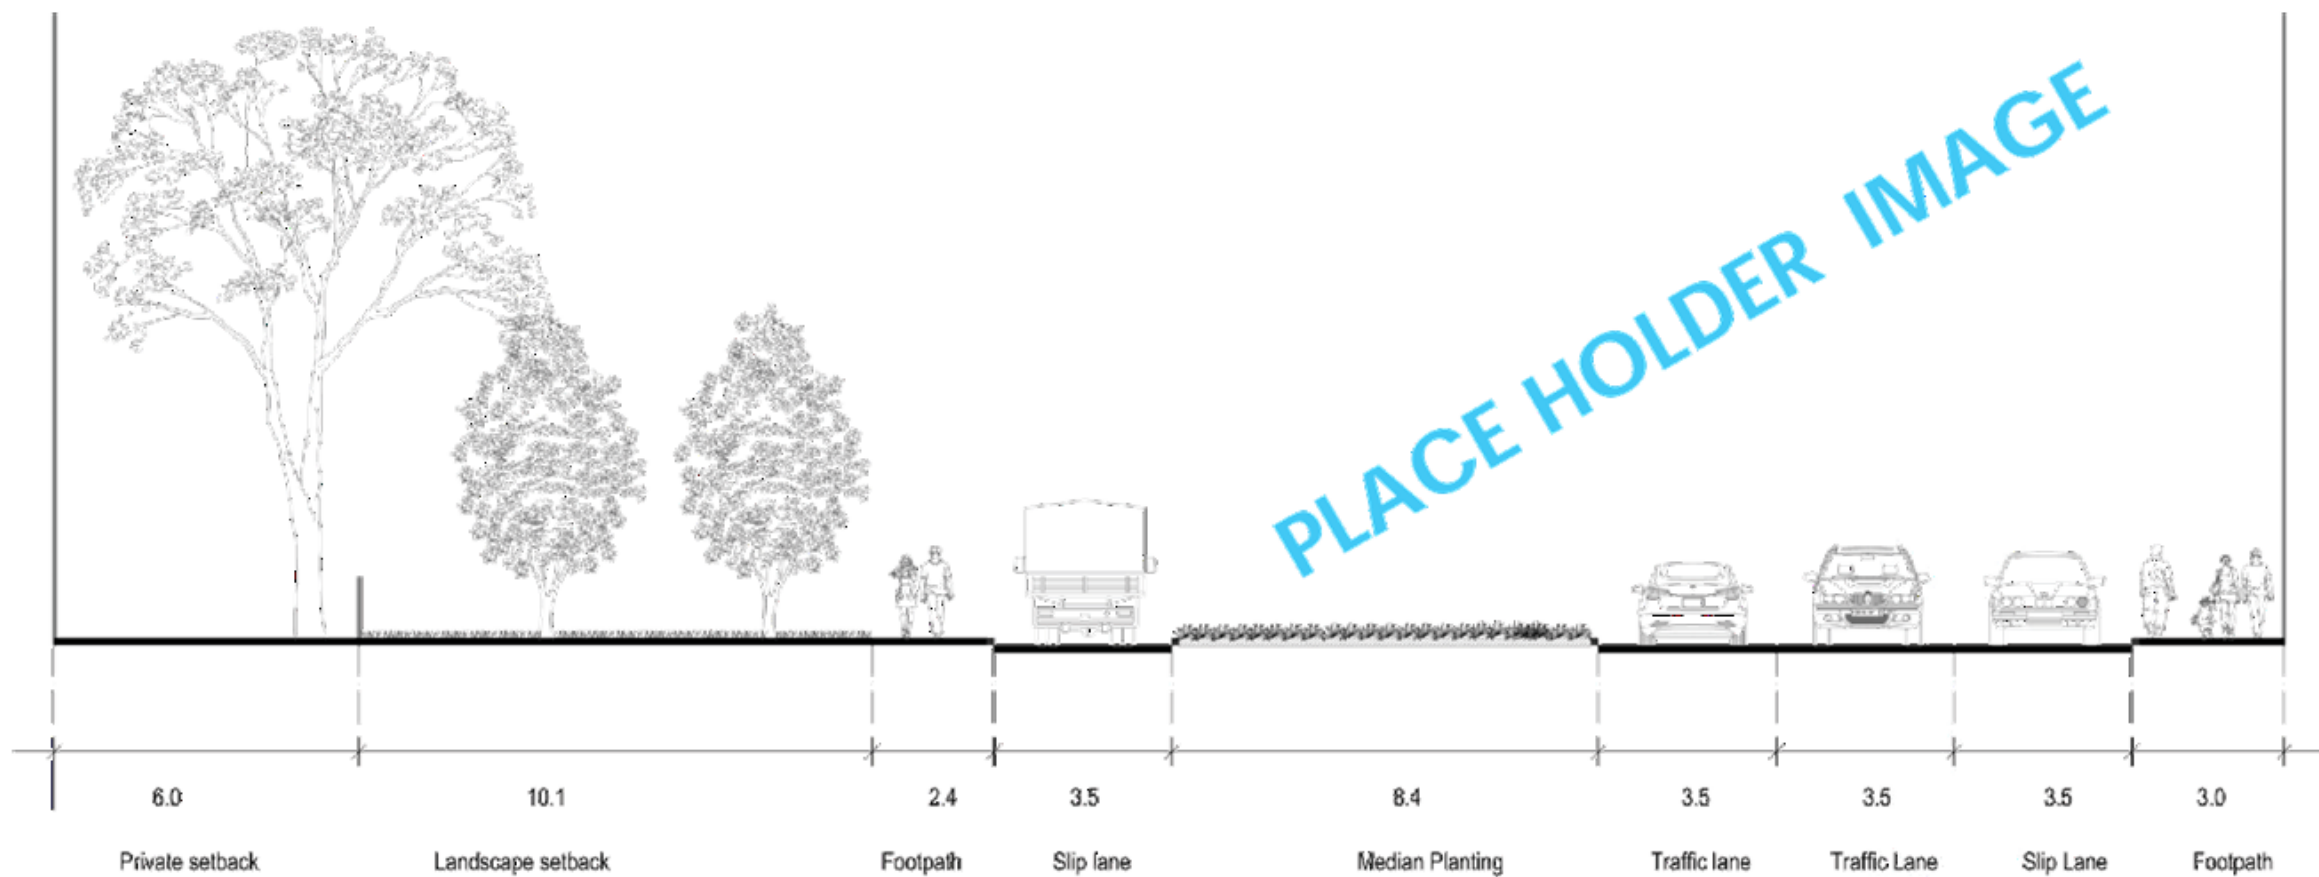 PLACE HOLDER IMAGE
6.0 10.1 2.4 3.5 8.4 3.5 3.5 3.5 3.0
Private setback Landscape setback Footpath Slip lane Median Planting Traffic lane Traffic Lane Slip Lane Footpath